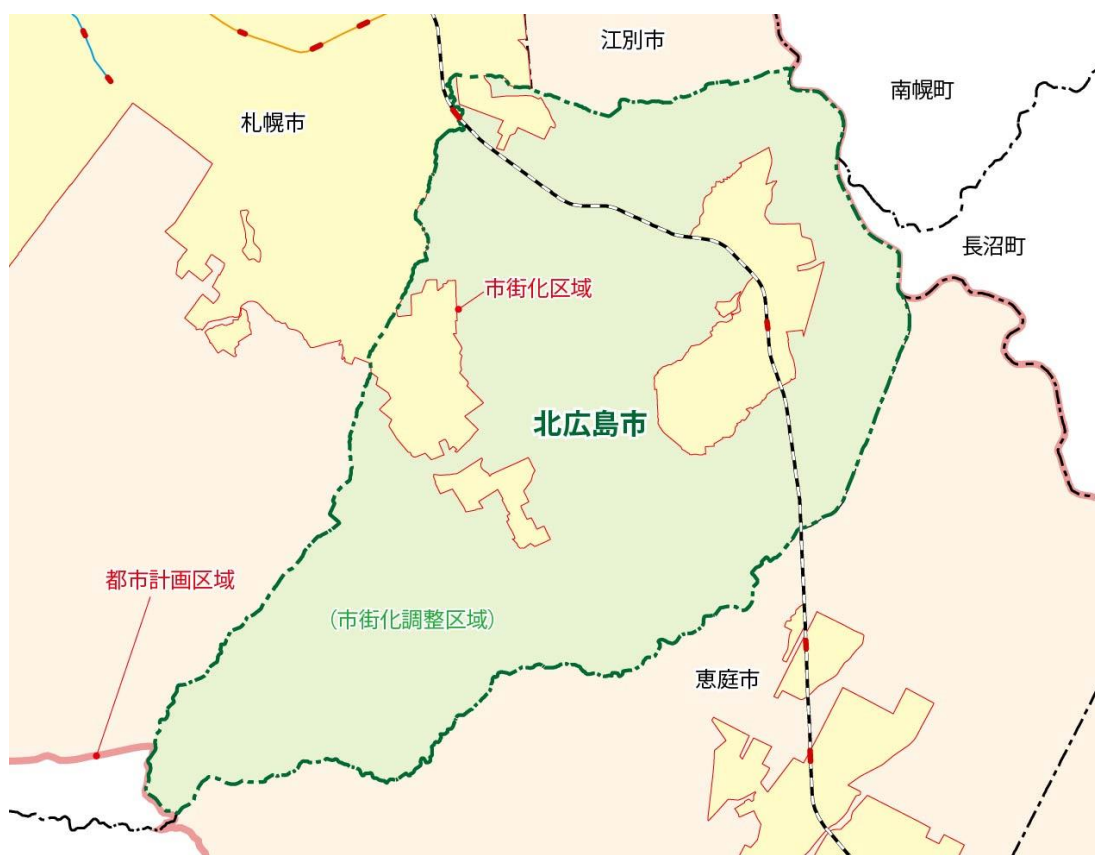 江別市
南幌町
札幌市
長沼町
市街化区域
北広島市
都市計画区域
(市街化調整区域)
恵庭市